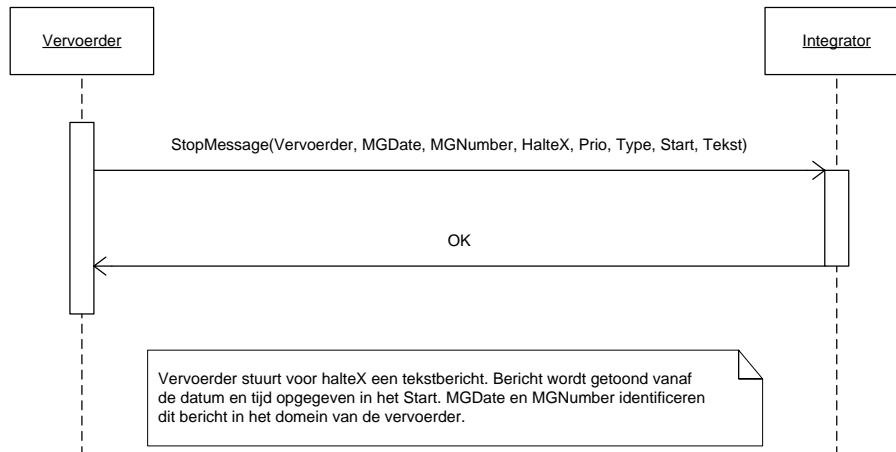 Vervoerder
Integrator
StopMessage(Vervoerder, MGDate, MGNumber, HalteX, Prio, Type, Start, Tekst)
OK
Vervoerder stuurt voor halteX een tekstbericht. Bericht wordt getoond vanaf
de datum en tijd opgegeven in het Start. MGDate en MGNumber identificeren
dit bericht in het domein van de vervoerder.